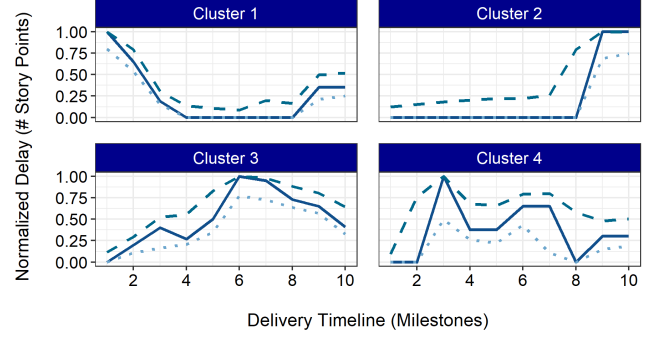 Cluster 1
Cluster 2
1.00
0.75
0.50
0.25
0.00
Cluster 3
Cluster 4
1.00
0.75
0.50
0.25
0.00
2 4 6 8 10
2 4 6 8 10
Normalized Delay (# Story Points)
Delivery Timeline (Milestones)